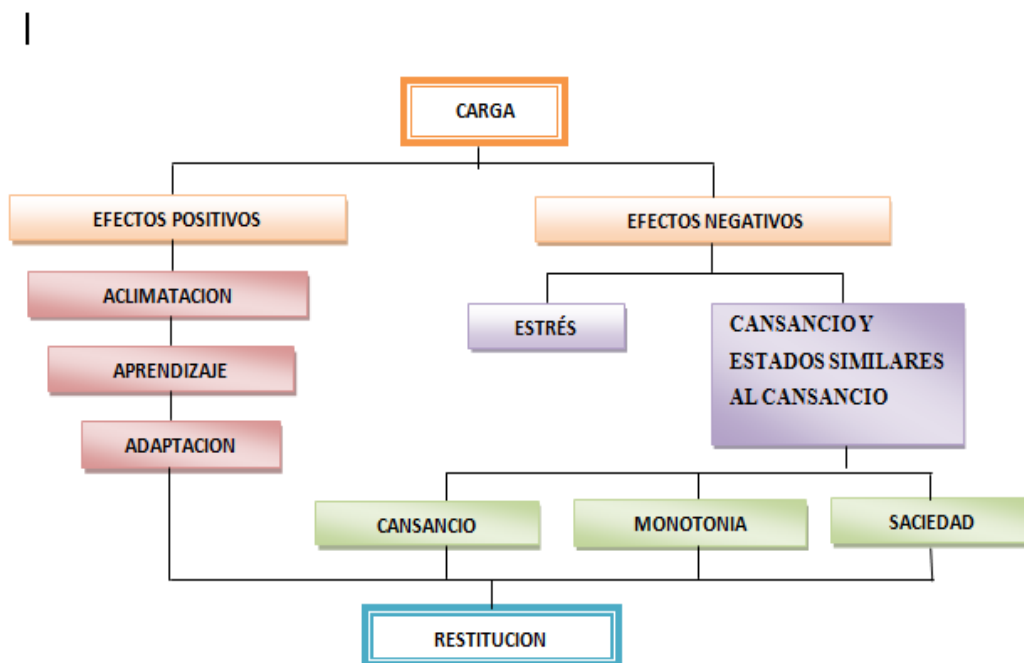 CARGA
EFECTOS POSITIVOS
EFECTOS NEGATIVOS
ACLIMATACION
ESTRÉS
CANSANCIO Y
ESTADOS SIMILARES
AL CANSANCIO
APRENDIZAJE
ADAPTACION
CANSANCIO
MONOTONIA
SACIEDAD
RESTITUCION